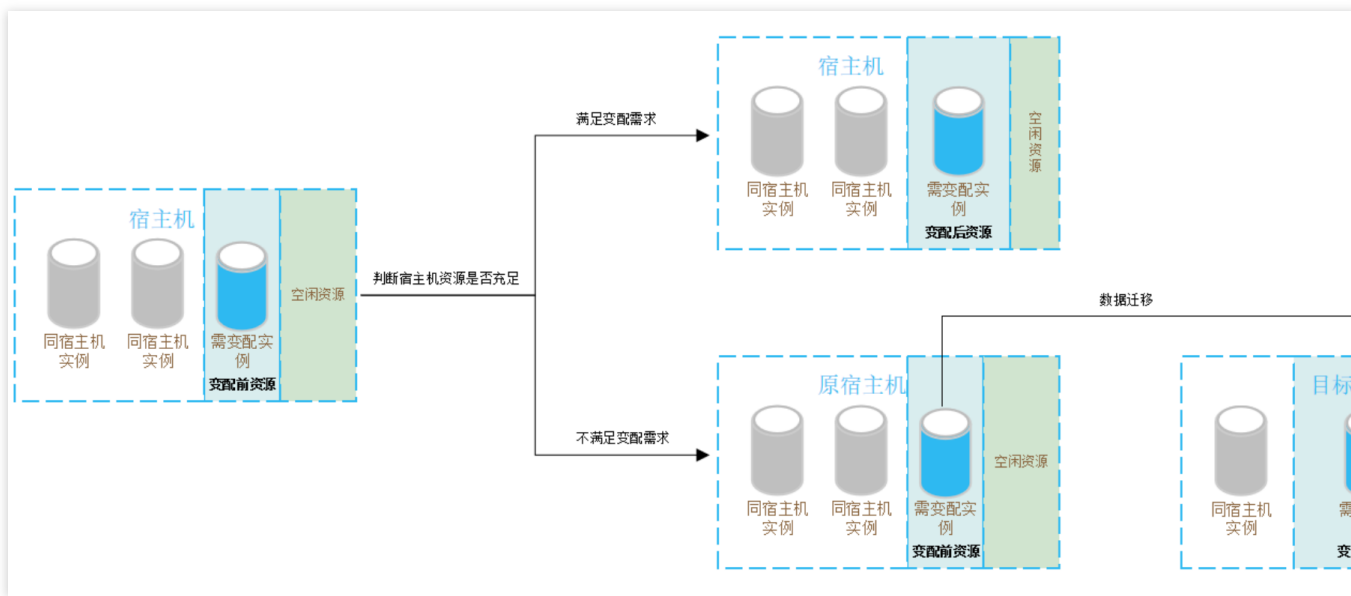 宿主机
同宿主机
实例
同宿主机
实例
需变配实
例
变配前资源
空闲资源
判断宿主机资源是否充足
满足变配需求
不满足变配需求
宿主机
同宿主机
实例
同宿主机
实例
需变配实
例
变配后资源
空
闲
资
源
数据迁移
原宿主机
同宿主机
实例
同宿主机
实例
需变配实
例
变配前资源
空闲资源
目标
同宿主机
实例
需
变